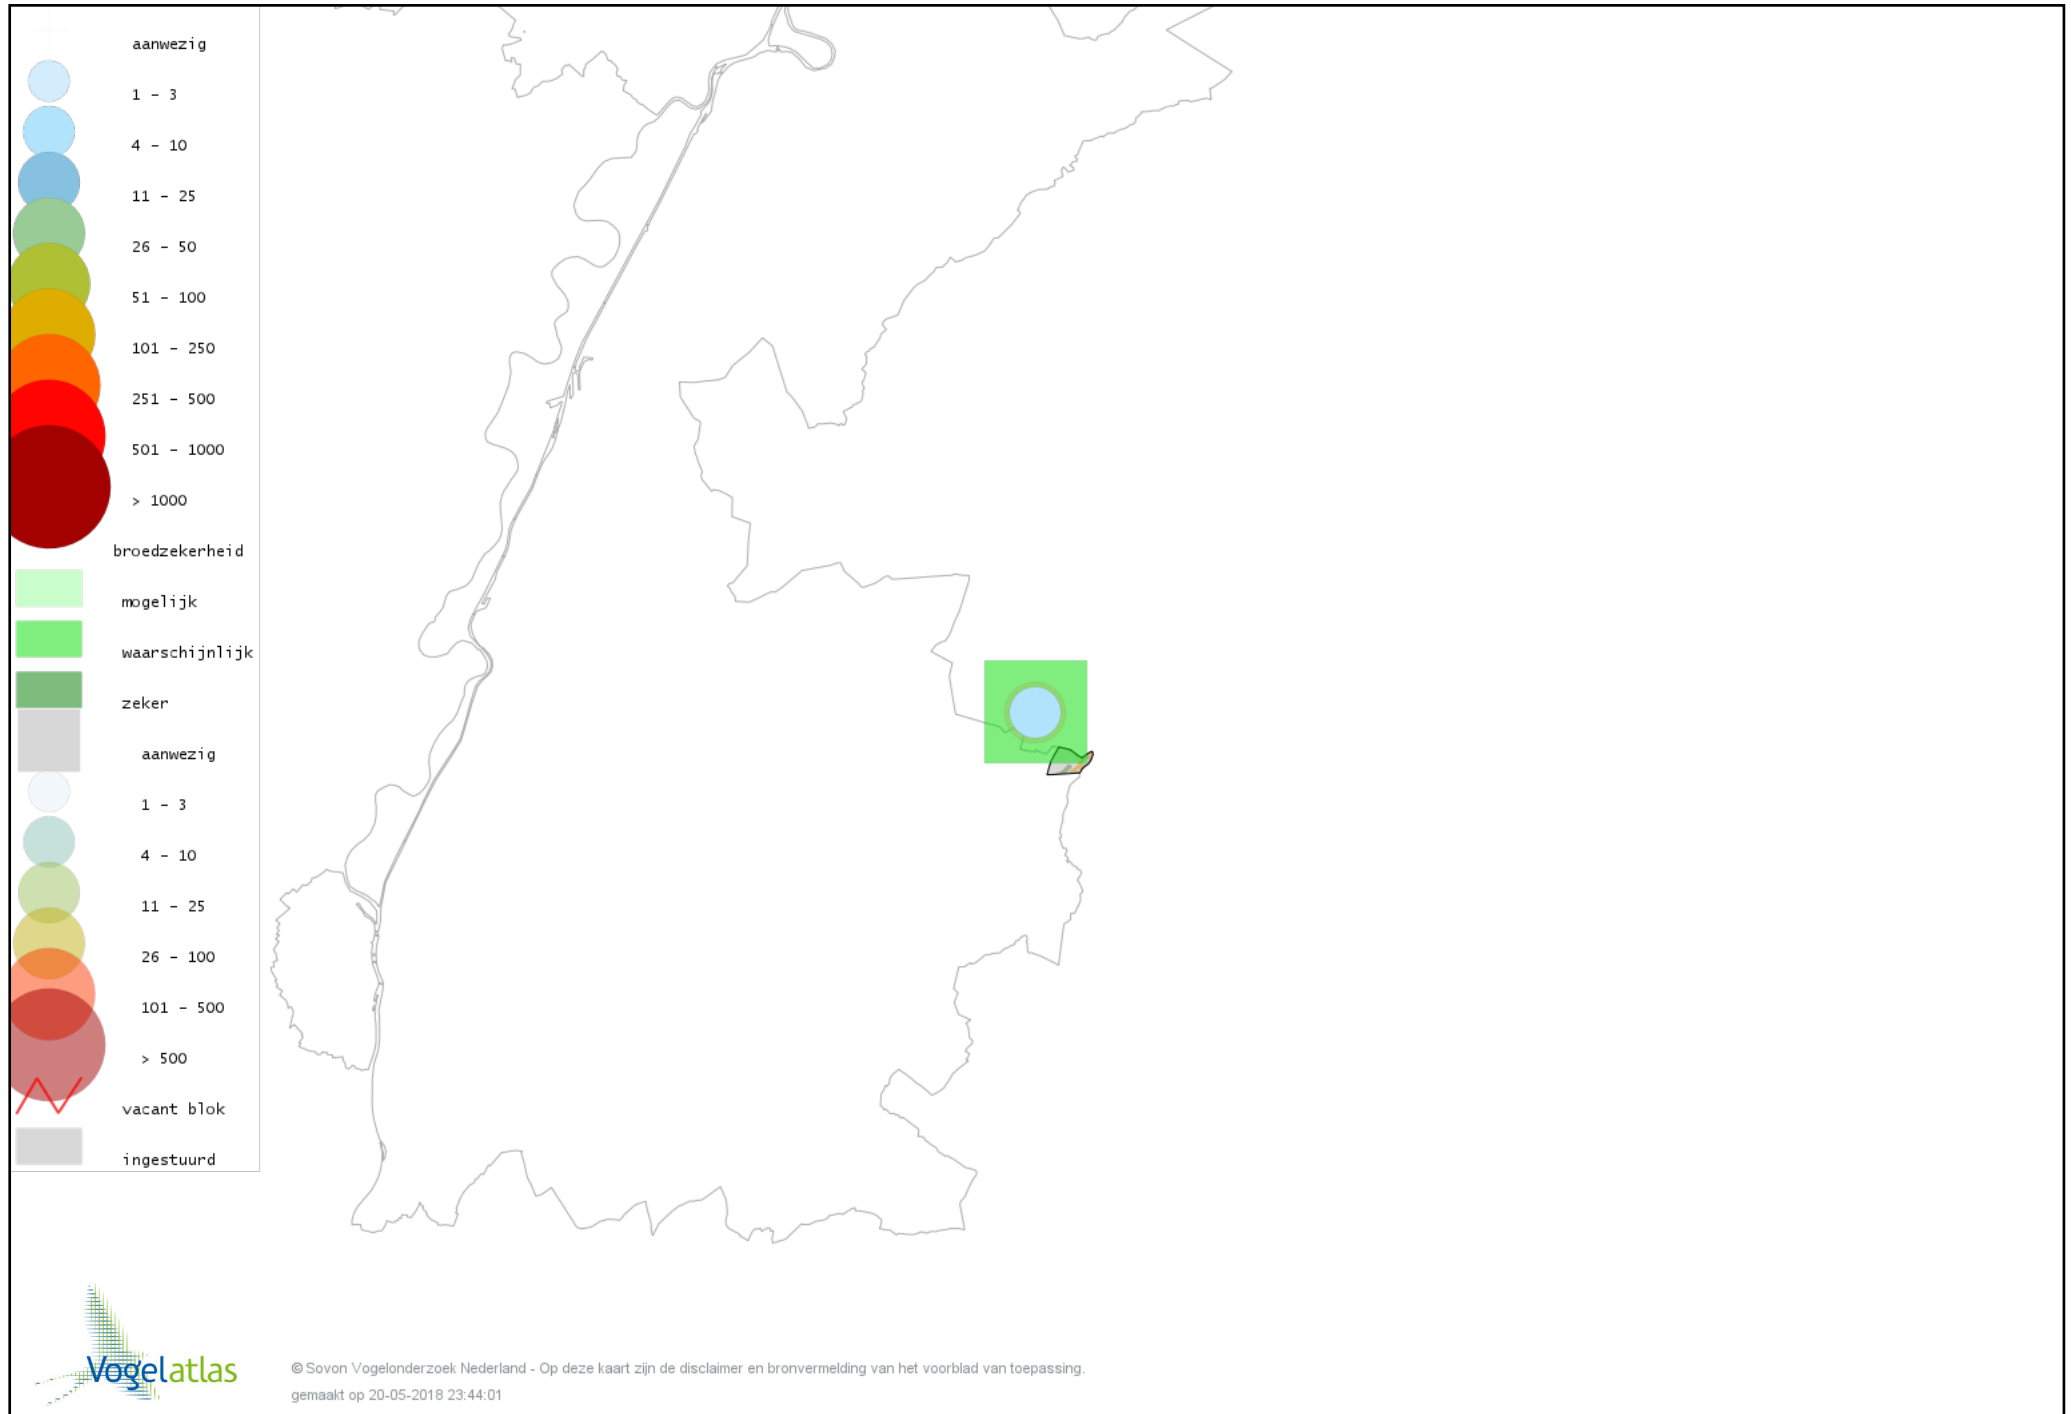 aanwezig
1 - 3
4 - 10
11 - 25
26 - 50
51 - 100
101 - 250
251 - 500
501 - 1000
> 1000
broedzekerheid
mogelijk
waarschijnlijk
zeker
aanwezig
1 - 3
4 - 10
11 - 25
26 - 100
101 - 500
> 500
vacant blok
ingestuurd
Vogelatlas
© Sovon Vogelonderzoek Nederland - Op deze kaart zijn de disclaimer en bronvermelding van het voorblad van toepassing.
gemaakt op 20-05-2018 23:44:01